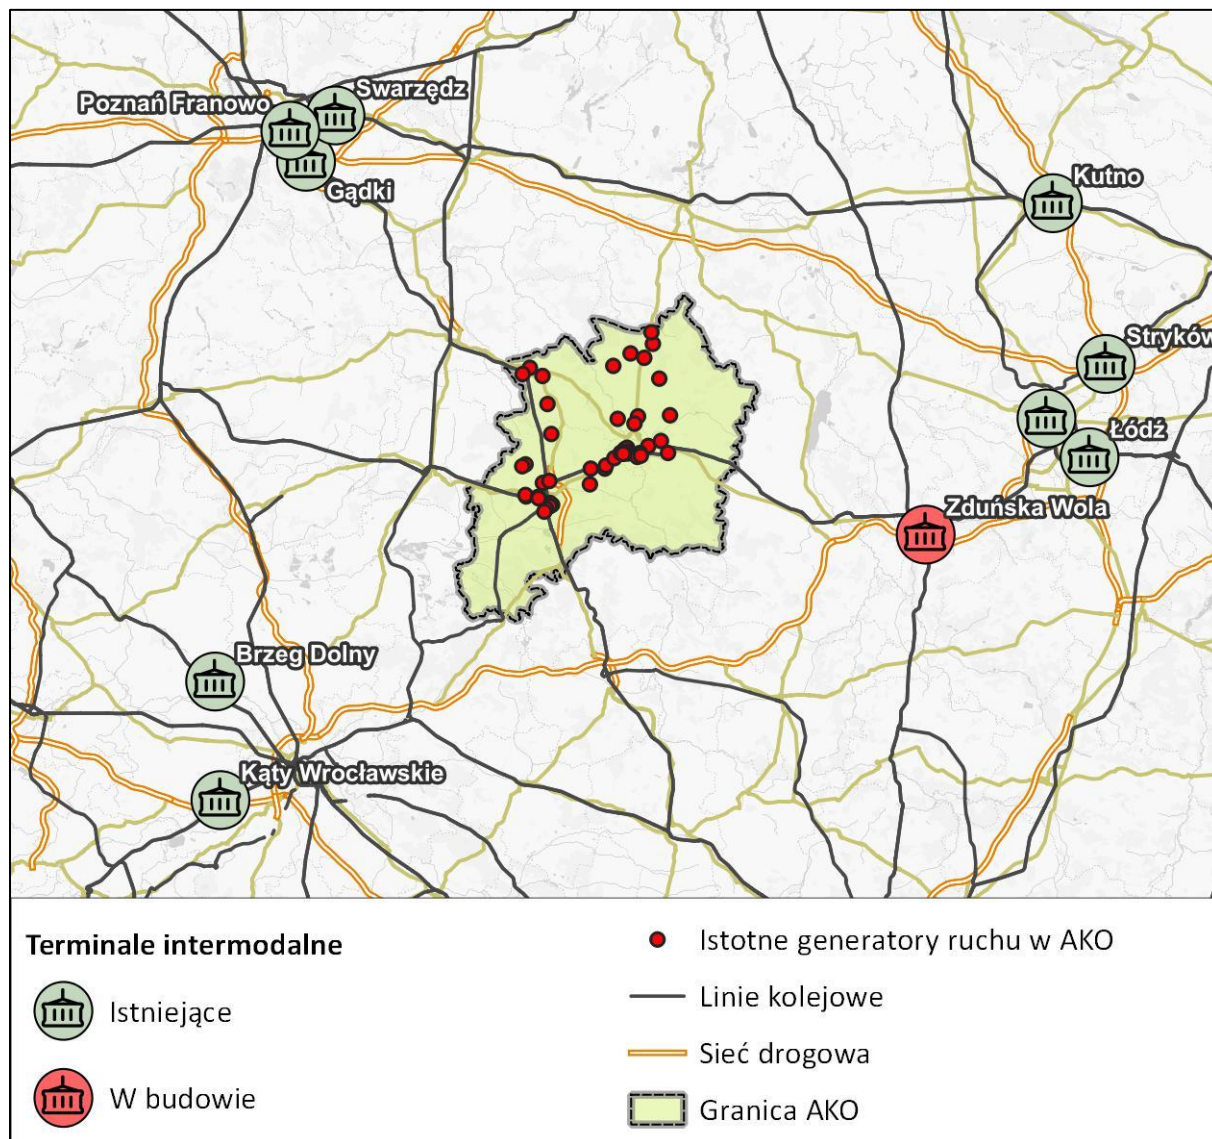 Swarzędz
Poznań Franowo
Gądki
Kutno
Stryków
Łódź
Zduńska Wola
Brzeg Dolny
Kąty Wrocławskie
Terminale intermodalne
Istniejące
W budowie
Istotne generatory ruchu w AKO
Linie kolejowe
Sieć drogowa
Granica AKO